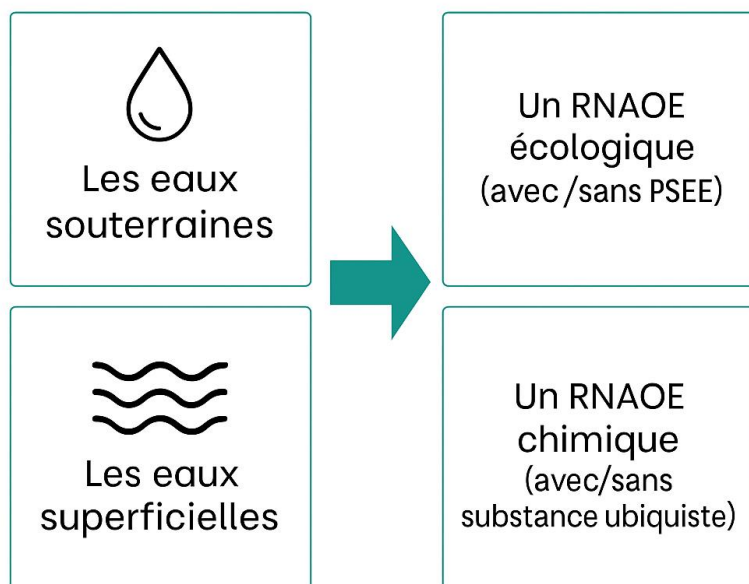 Les eaux
souterraines
Un RNAOE
écologique
(avec /sans PSEE)
Les eaux
superficielles
Un RNAOE
chimique
(avec/sans
substance ubiquiste)